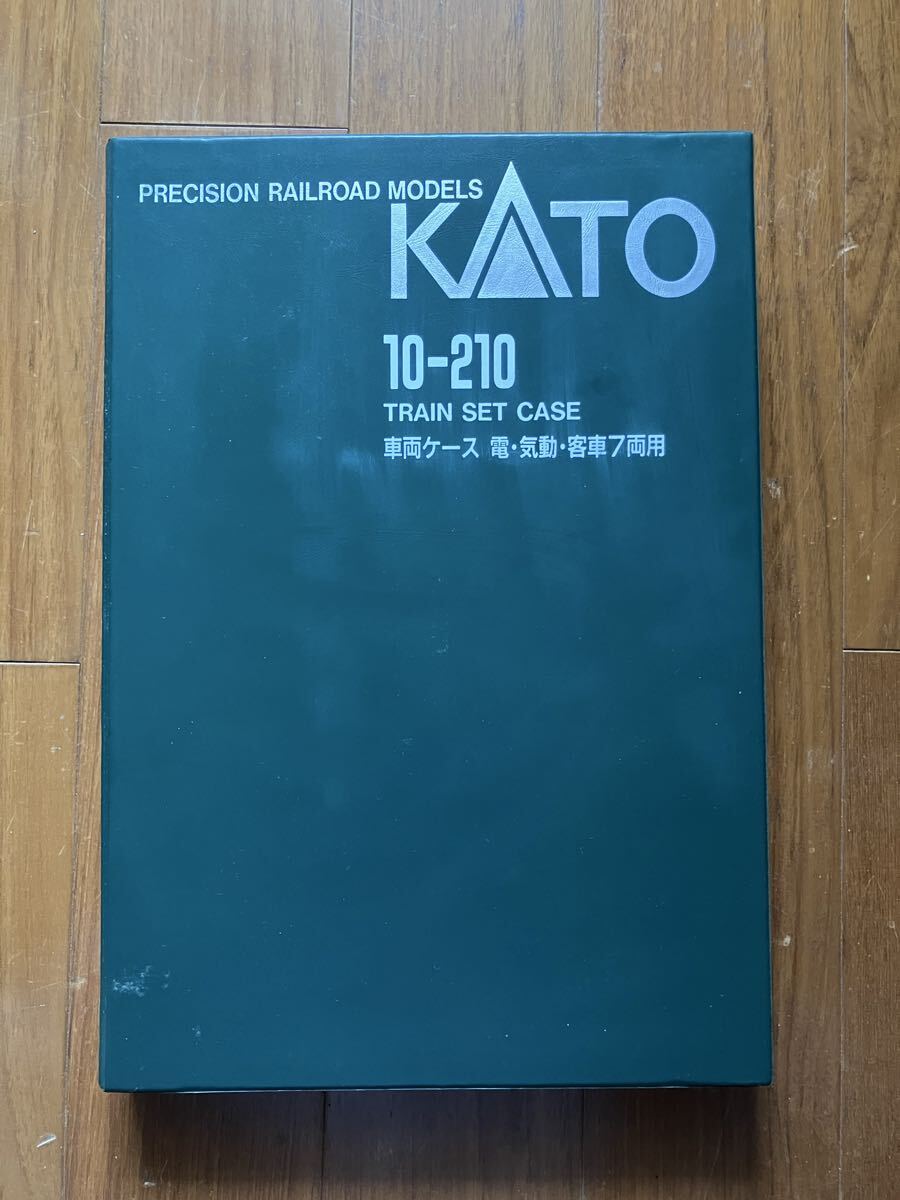 PRECISION RAILROAD MODELS
KATO
10-210
TRAIN SET CASE
車両ケース 電・気動・客車7両用